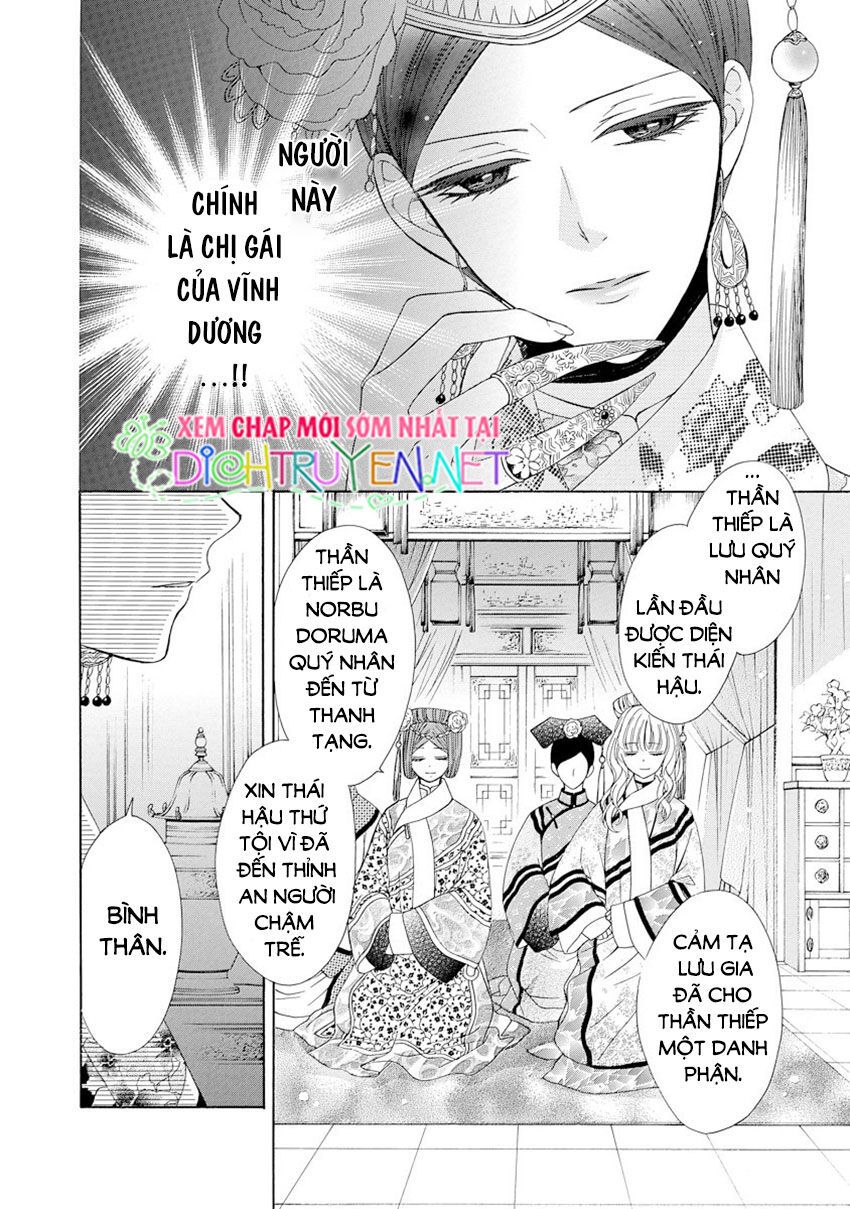 NGƯỜI
NÀY
CHÍNH
LÀ CHỊ GÁI
CỦA VĨNH
DƯƠNG
...!!
XEM CHAP MỚI SỚM NHẤT TẠI
DICHTRUYEN.NET
...
THẦN
THIẾP LÀ
LƯU QUÝ
NHÂN
LẦN ĐẦU
ĐƯỢC DIỆN
KIẾN THÁI
HẬU.
CẢM TẠ
LƯU GIA
ĐÃ CHO
THẦN THIẾP
MỘT DANH
PHẬN.
THẦN
THIẾP LÀ
NORBU
DORUMA
QUÝ NHÂN
ĐẾN TỪ
THANH
TẠNG.
XIN THÁI
HẬU THỨ
TỘI VÌ ĐÃ
ĐẾN THỈNH
AN NGƯỜI
CHẬM
TRỄ.
BÌNH
THÂN.